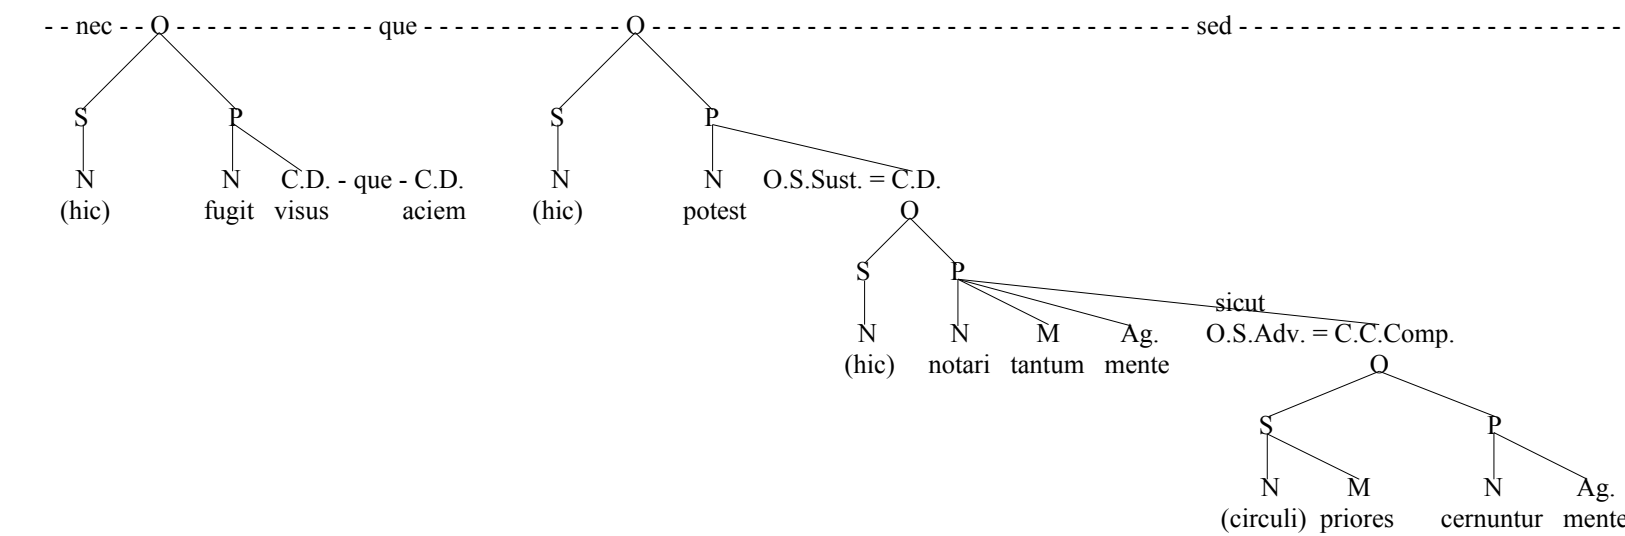 - - nec - - O - - - - - - - - - - - - que - - - - - - - - - - - - O - - - - - - - - - - - - - - - - - - - - - - - - - - - - - - - - - - - - - sed - - - - - - - - - - - - - - - - - - - - - - - - - -
S P S P
N N C.D. - que - C.D. N N O.S.Sust. = C.D.
(hic) fugit visus aciem (hic) potest O
S P
sicut
N N M Ag. O.S.Adv. = C.C.Comp.
(hic) notari tantum mente O
S P
N M N Ag.
(circuli) priores cernuntur mente